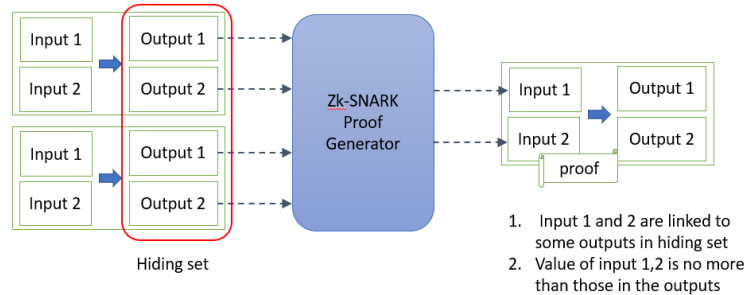 Input 1
Output 1
Input 2
Output 2
Input 1
Output 1
Input 2
Output 2
Hiding set
Zk-SNARK
Proof
Generator
Input 1
Output 1
Input 2
Output 2
proof
1. Input 1 and 2 are linked to
some outputs in hiding set
2. Value of input 1,2 is no more
than those in the outputs